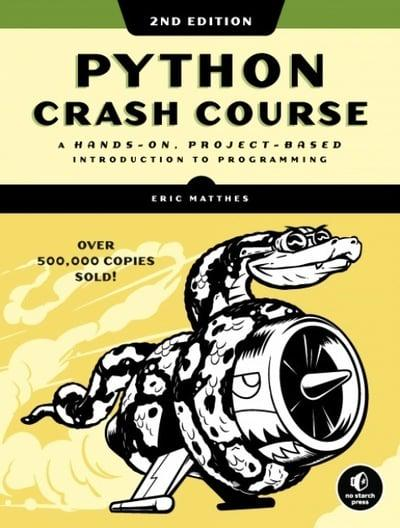 2ND EDITION
PYTHON
CRASH COURSE
A HANDS-ON, PROJECT-BASED
INTRODUCTION TO PROGRAMMING
ERIC MATTHES
OVER
500,000 COPIES
SOLD!
no starch
press